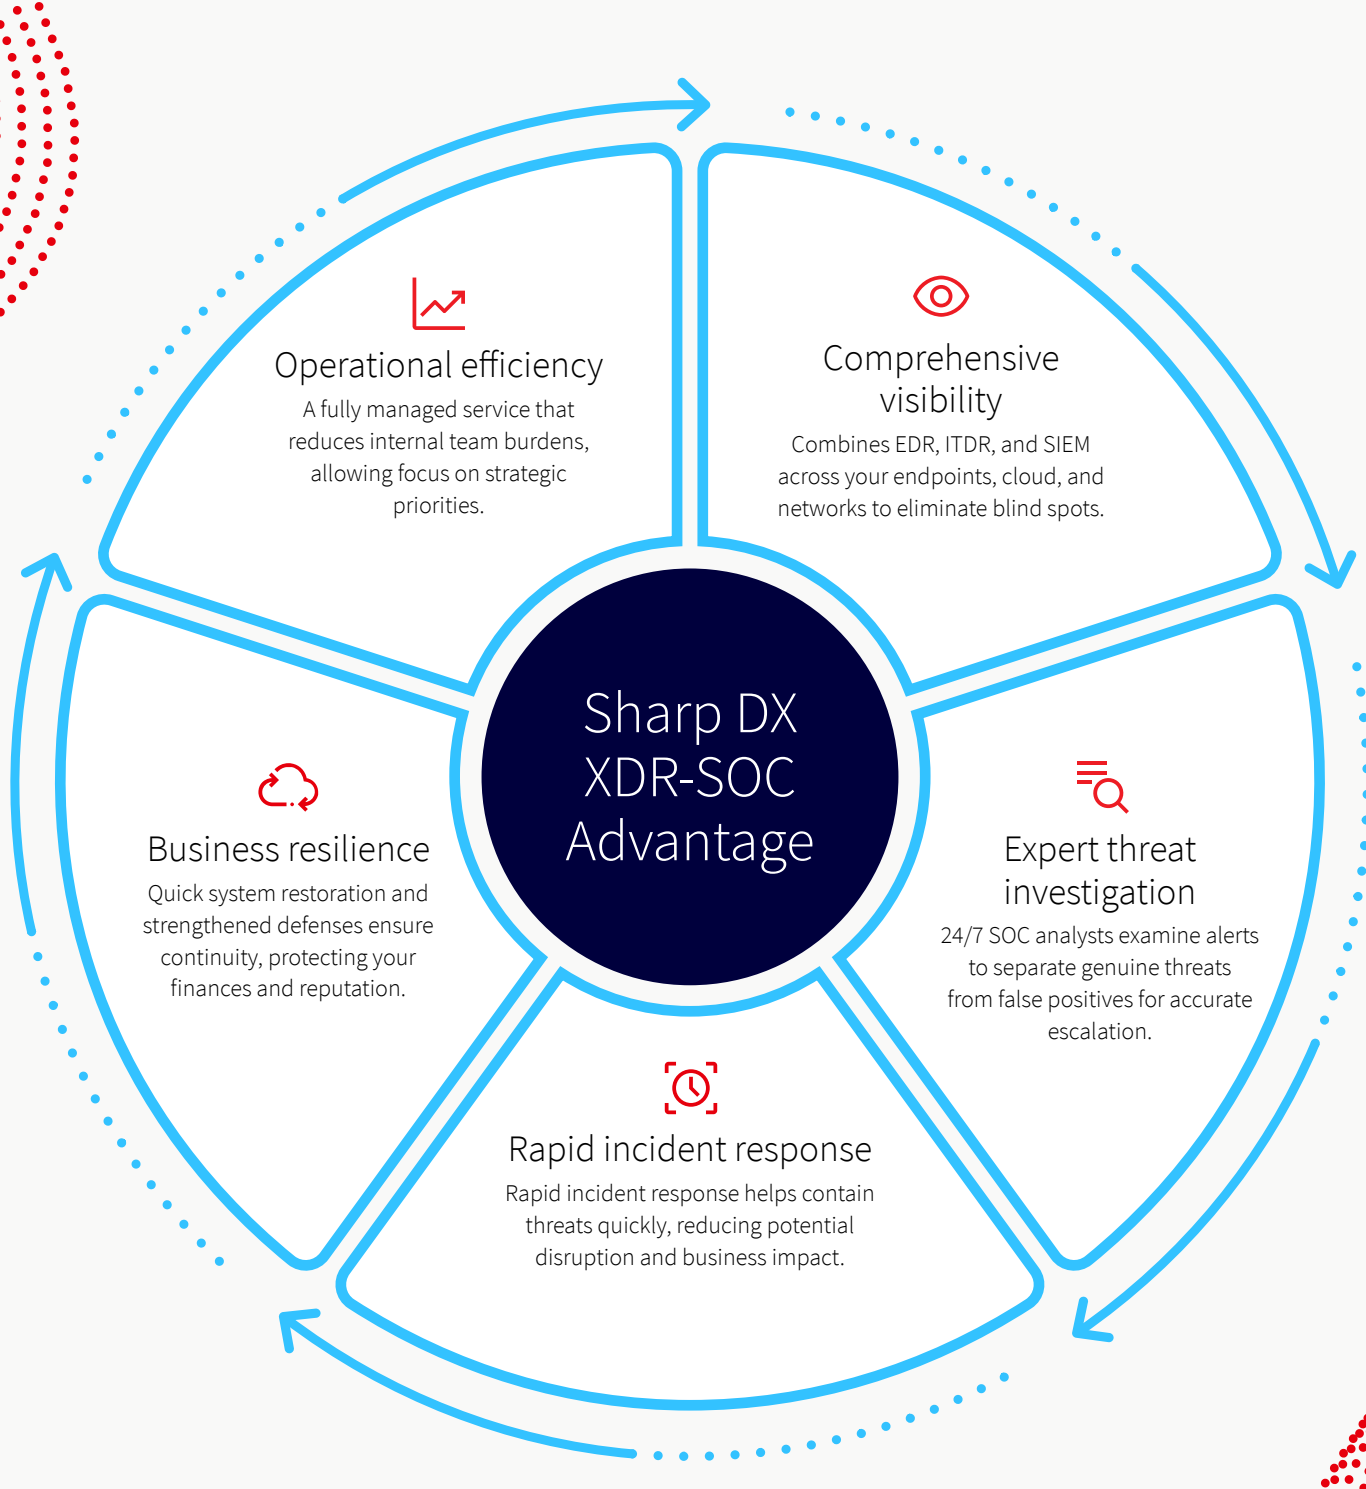 Operational efficiency
A fully managed service that
reduces internal team burdens,
allowing focus on strategic
priorities.
Comprehensive
visibility
Combines EDR, ITDR, and SIEM
across your endpoints, cloud, and
networks to eliminate blind spots.
Sharp DX
XDR-SOC
Advantage
Business resilience
Quick system restoration and
strengthened defenses ensure
continuity, protecting your
finances and reputation.
Expert threat
investigation
24/7 SOC analysts examine alerts
to separate genuine threats
from false positives for accurate
escalation.
Rapid incident response
Rapid incident response helps contain
threats quickly, reducing potential
disruption and business impact.